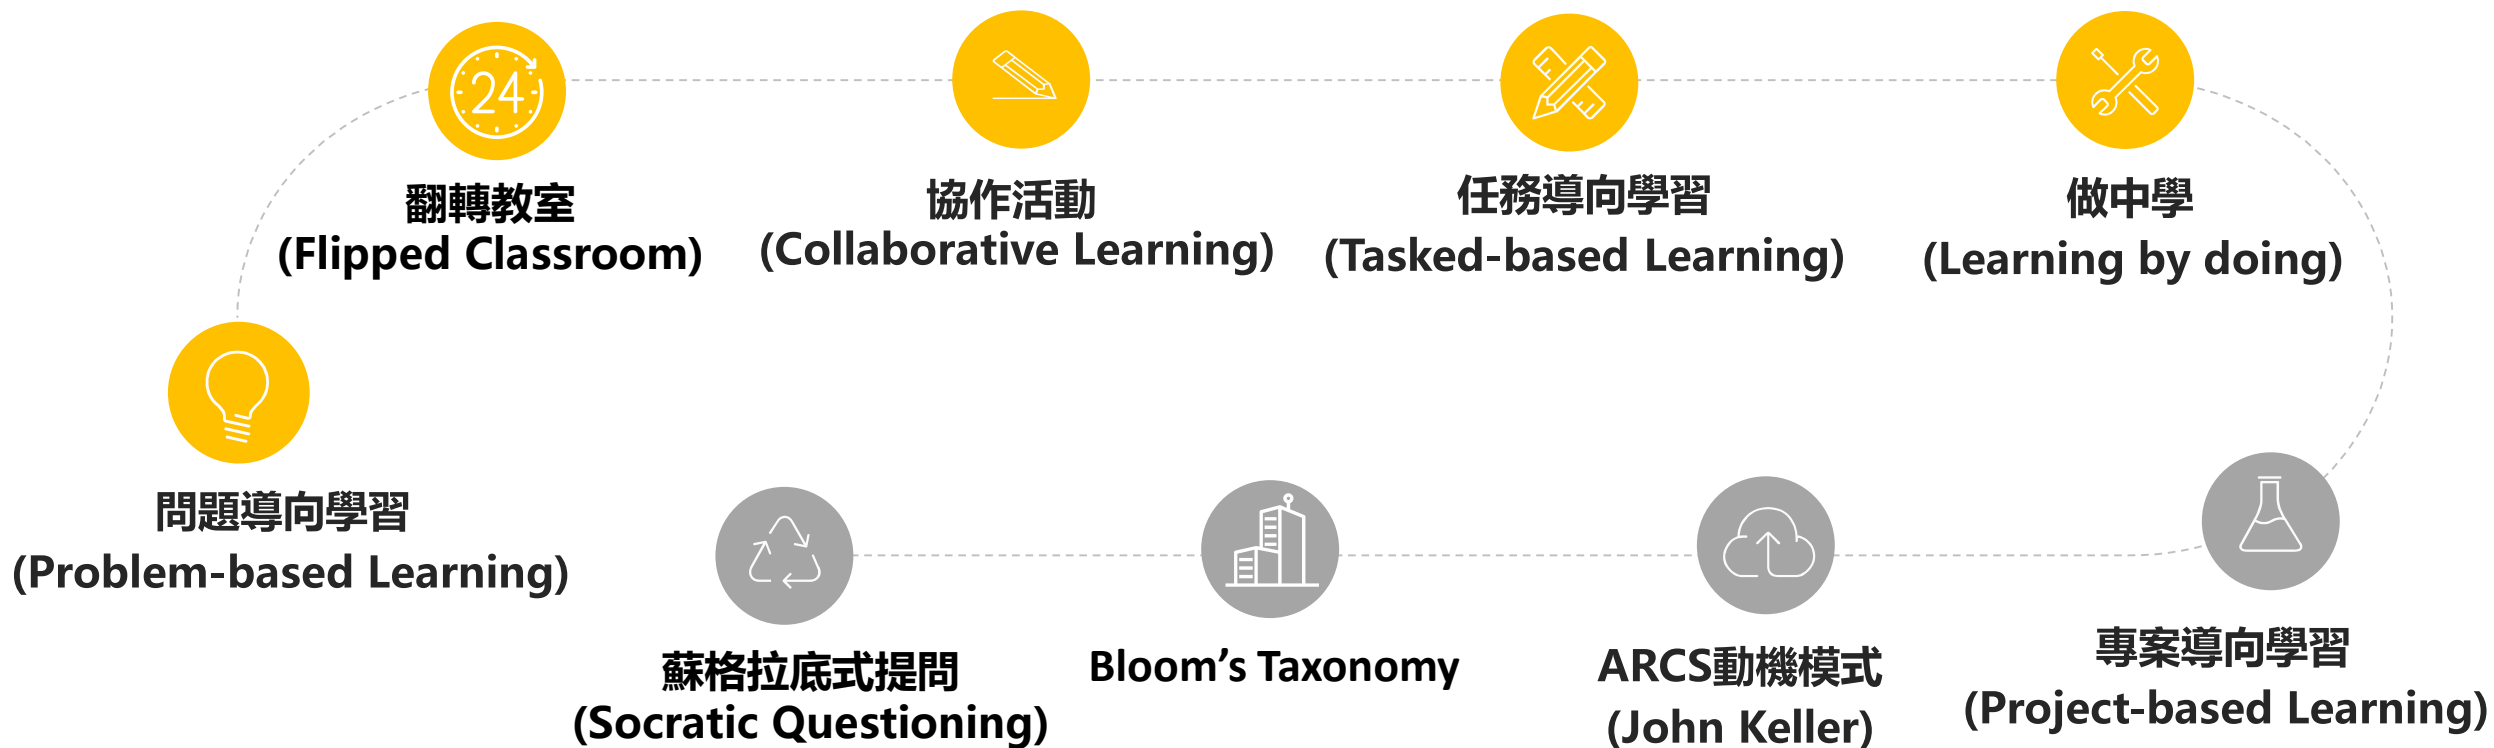 24
翻轉教室
(Flipped Classroom)
協作活動
(Collaborative Learning)
任務導向學習
(Tasked-based Learning)
做中學
(Learning by doing)
問題導向學習
(Problem-based Learning)
蘇格拉底式提問
(Socratic Questioning)
Bloom’s Taxonomy
ARCS動機模式
(John Keller)
專案導向學習
(Project-based Learning)